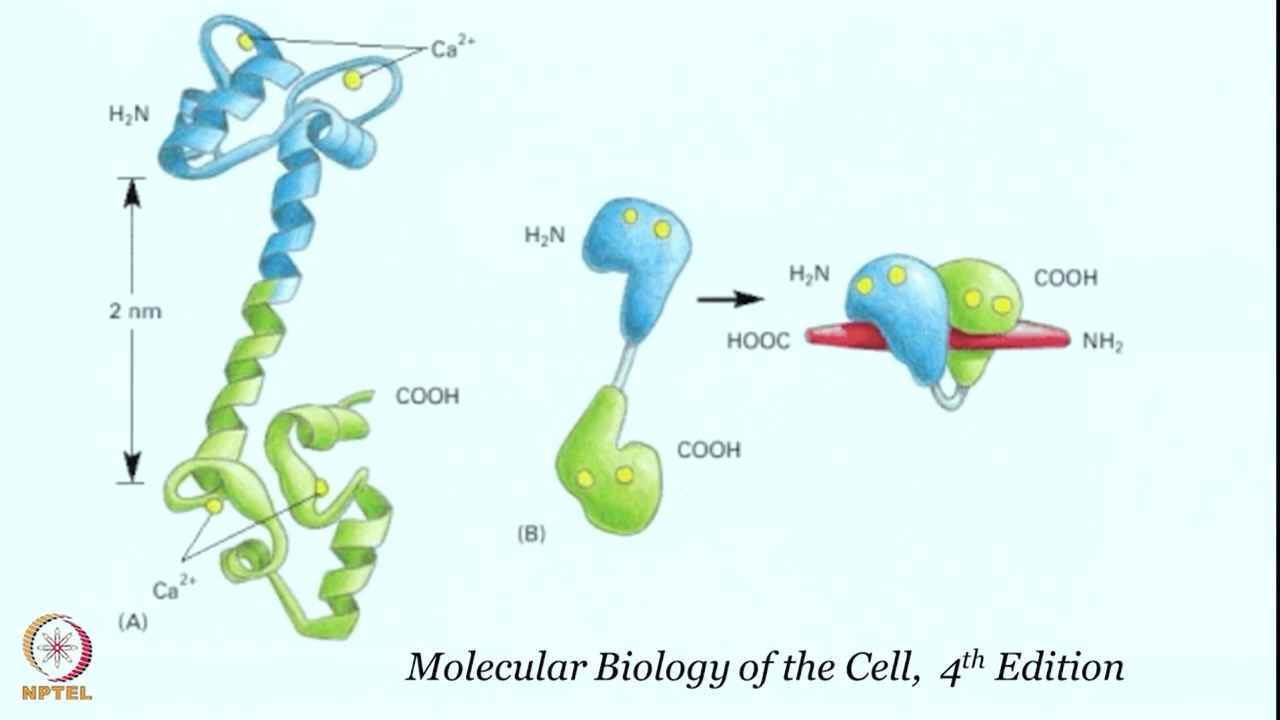 Ca²⁺
H₂N
2 nm
COOH
Ca²⁺
(A)
H₂N
COOH
(B)
H₂N
COOH
HOOC
NH₂
NPTEL
Molecular Biology of the Cell, 4ᵗʰ Edition